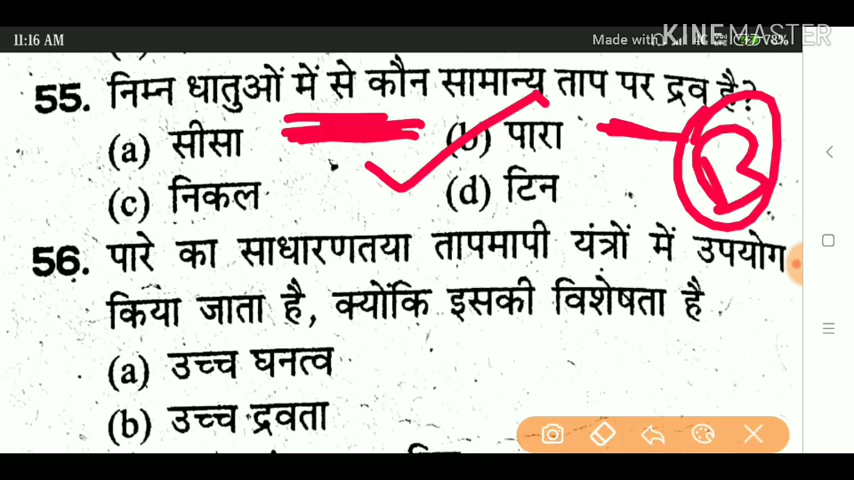 11:16 AM
Made with KINEMASTER 78%
55. निम्न धातुओं में से कौन सामान्य ताप पर द्रव है?
(a) सीसा (b) पारा
(c) निकल (d) टिन
B
56. पारे का साधारणतया तापमापी यंत्रों में उपयोग
किया जाता है, क्योंकि इसकी विशेषता है
(a) उच्च घनत्व
(b) उच्च द्रवता